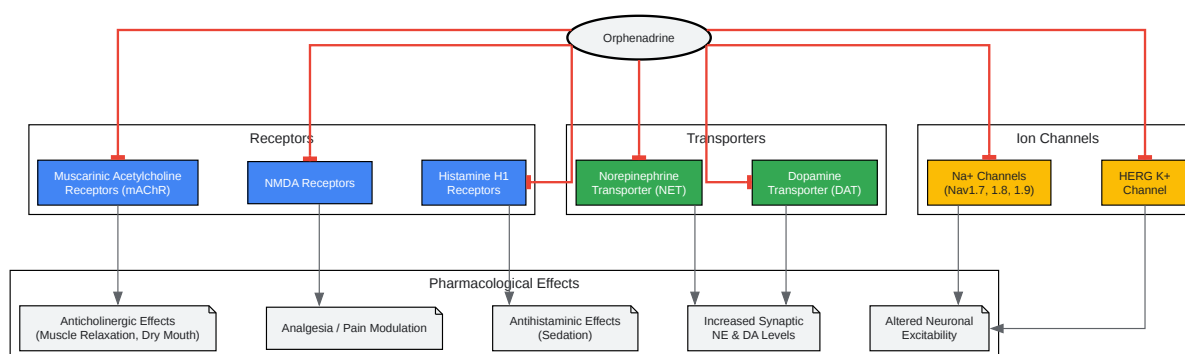 Orphenadrine
Receptors
Transporters
Ion Channels
Muscarinic Acetylcholine
Receptors (mAChR)
NMDA Receptors
Histamine H1
Receptors
Norepinephrine
Transporter (NET)
Dopamine
Transporter (DAT)
Na+ Channels
(Nav1.7, 1.8, 1.9)
HERG K+
Channel
Pharmacological Effects
Anticholinergic Effects
(Muscle Relaxation, Dry Mouth)
Analgesia / Pain Modulation
Antihistaminic Effects
(Sedation)
Increased Synaptic
NE & DA Levels
Altered Neuronal
Excitability